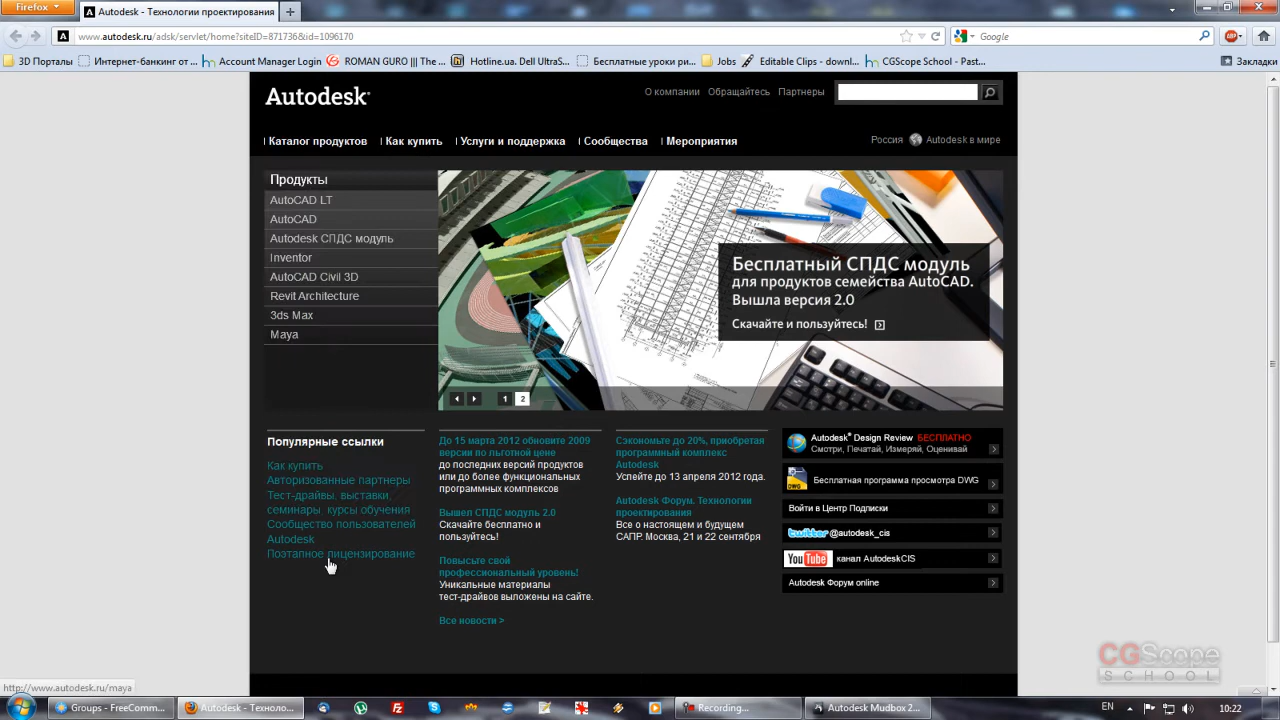 Firefox
Autodesk - Технологии проектирования
www.autodesk.ru/adsk/servlet/home?siteID=871736&id=1096170
Google
ABP
3D Порталы
Интернет-банкинг от ...
Account Manager Login
ROMAN GURO ||| The ...
Hotline.ua. Dell UltraS...
Бесплатные уроки ри...
Jobs
Editable Clips - downl...
CGScope School - Past...
Закладки
Autodesk
О компании Обращайтесь Партнеры
Каталог продуктов Как купить Услуги и поддержка Сообщества Мероприятия
Россия Autodesk в мире
Продукты
AutoCAD LT
AutoCAD
Autodesk СПДС модуль
Inventor
AutoCAD Civil 3D
Revit Architecture
3ds Max
Maya
Бесплатный СПДС модуль
для продуктов семейства AutoCAD.
Вышла версия 2.0
Скачайте и пользуйтесь!
1 2
Популярные ссылки
Как купить
Авторизованные партнеры
Тест-драйвы, выставки,
семинары, курсы обучения
Сообщество пользователей
Autodesk
Поэтапное лицензирование
До 15 марта 2012 обновите 2009
версии по льготной цене
до последних версий продуктов
или до более функциональных
программных комплексов
Вышел СПДС модуль 2.0
Скачайте бесплатно и
пользуйтесь!
Повысьте свой
профессиональный уровень!
Уникальные материалы
тест-драйвов выложены на сайте.
Все новости >
Сэкономьте до 20%, приобретая
программный комплекс
Autodesk
Успейте до 13 апреля 2012 года.
Autodesk Форум. Технологии
проектирования
Все о настоящем и будущем
САПР. Москва, 21 и 22 сентября
Autodesk® Design Review БЕСПЛАТНО
Смотри, Печатай, Измеряй, Оценивай
DWG
Бесплатная программа просмотра DWG
Войти в Центр Подписки
twitter @autodesk_cis
YouTube канал AutodeskCIS
Autodesk Форум online
CGScope
SCHOOL
http://www.autodesk.ru/maya
Groups - FreeComm...
Autodesk - Техноло...
Recording...
Autodesk Mudbox 2...
EN
10:22